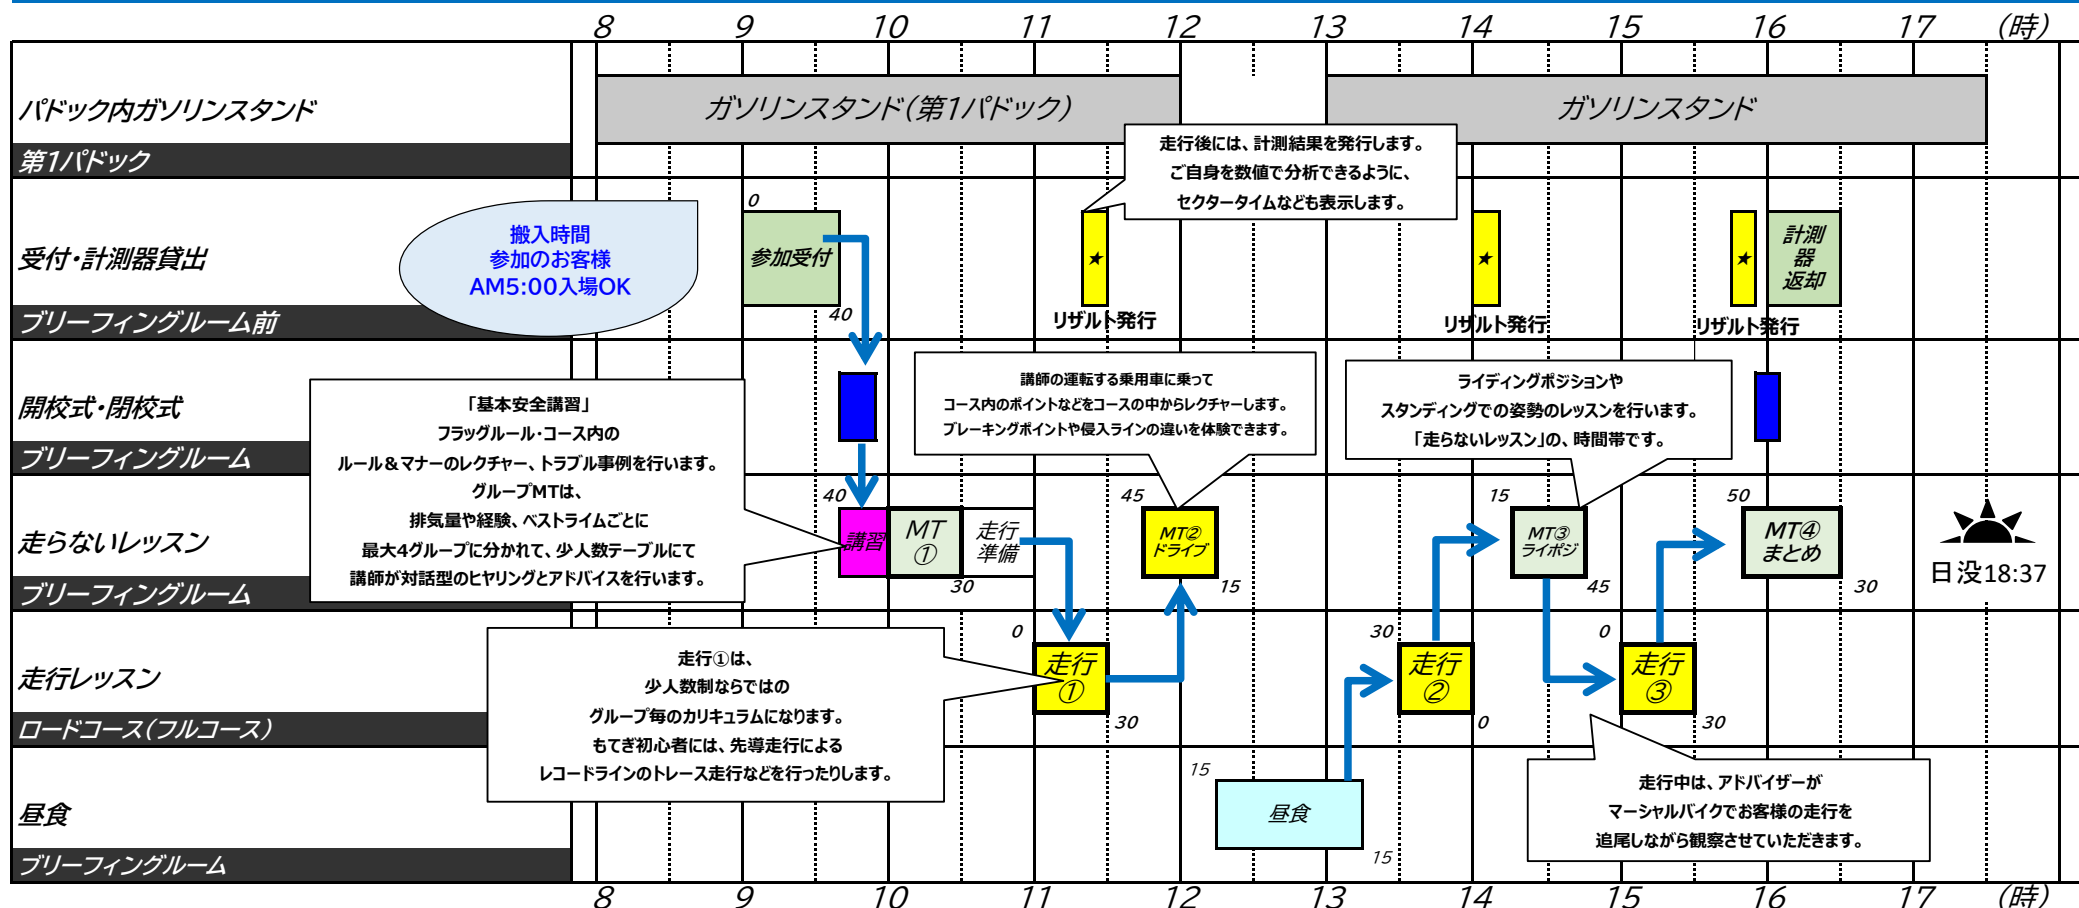 8 9 10 11 12 13 14 15 16 17 (時)
パドック内ガソリンスタンド
ガソリンスタンド(第1パドック)
ガソリンスタンド
第1パドック
走行後には、計測結果を発行します。
ご自身を数値で分析できるように、
セクタータイムなども表示します。
受付・計測器貸出
搬入時間
参加のお客様
AM5:00入場OK
0
参加受付
40
★
リザルト発行
★
リザルト発行
★
リザルト発行
計測
器
返却
ブリーフィングルーム前
開校式・閉校式
ブリーフィングルーム
「基本安全講習」
フラッグルール・コース内の
ルール&マナーのレクチャー、トラブル事例を行います。
グループMTは、
排気量や経験、ベストライムごとに
最大4グループに分かれて、少人数テーブルにて
講師が対話型のヒヤリングとアドバイスを行います。
講師の運転する乗用車に乗って
コース内のポイントなどをコースの中からレクチャーします。
ブレーキングポイントや侵入ラインの違いを体験できます。
ライディングポジションや
スタンディングでの姿勢のレッスンを行います。
「走らないレッスン」の、時間帯です。
走らないレッスン
40
講習
MT
①
30
走行
準備
45
MT②
ドライブ
15
15
MT③
ライポジ
45
50
MT④
まとめ
30
日没18:37
ブリーフィングルーム
走行レッスン
走行①は、
少人数制ならではの
グループ毎のカリキュラムになります。
もてぎ初心者には、先導走行による
レコードラインのトレース走行などを行ったりします。
0
走行
①
30
30
走行
②
0
0
走行
③
30
ロードコース(フルコース)
走行中は、アドバイザーが
マーシャルバイクでお客様の走行を
追尾しながら観察させていただきます。
昼食
15
昼食
15
ブリーフィングルーム
8 9 10 11 12 13 14 15 16 17 (時)